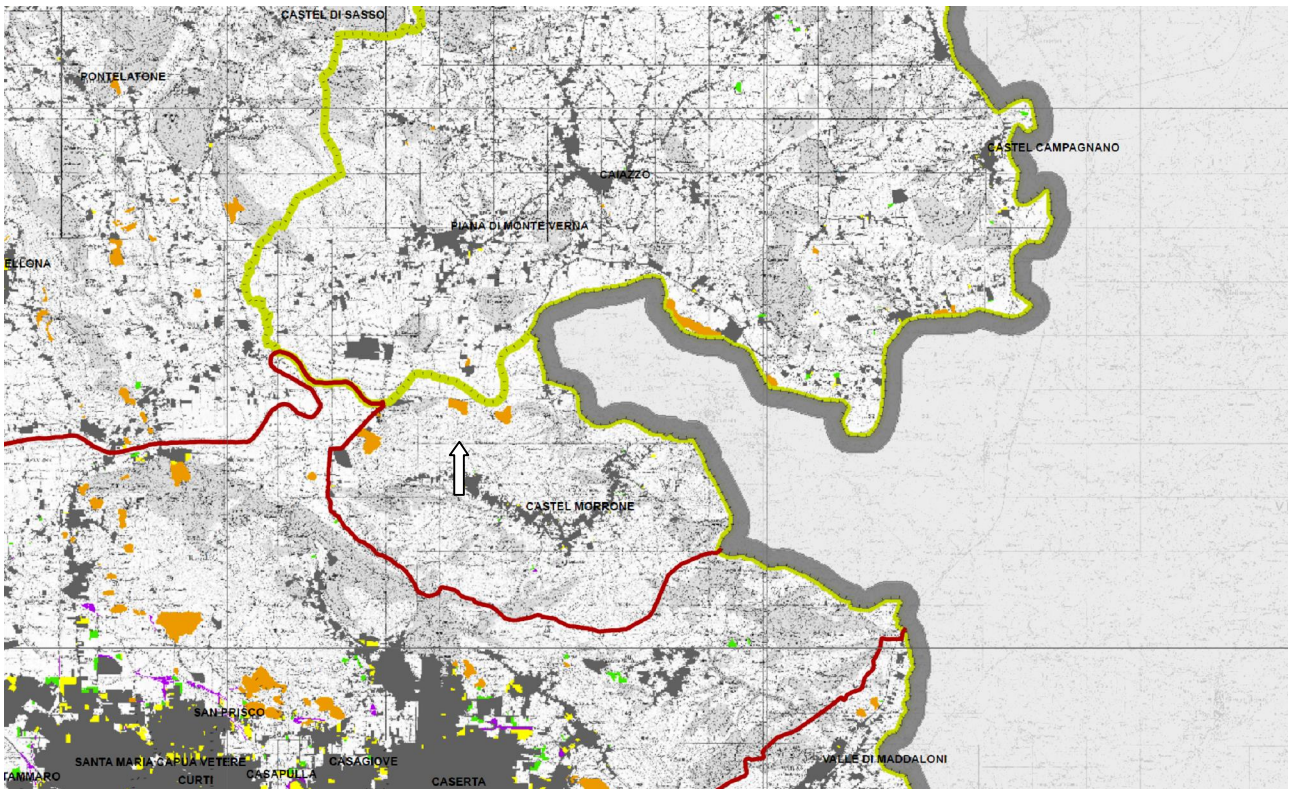 CASTEL DI SASSO
PONTELATONE
CASTEL CAMPAGNANO
CAIAZZO
PIANA DI MONTE VERNA
ELLONA
CASTEL MORRONE
SAN PRISCO
SANTA MARIA CAPUA VETERE
CASAGIOVE
VALLE DI MADDALONI
TAMMARO
CURTI
CASAPULLA
CASERTA